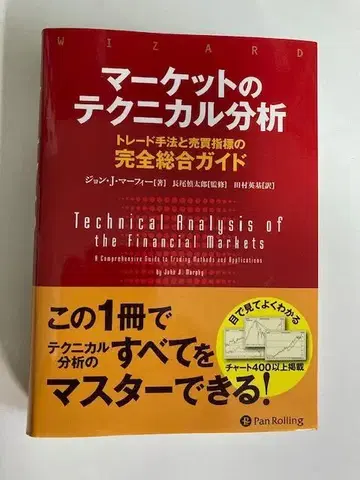 WIZARD
マーケットの
テクニカル分析
トレード手法と売買指標の
完全総合ガイド
ジョン・J・マーフィー[著] 長尾慎太郎[監修] 田村英基[訳]
Technical Analysis of
the Financial Markets
A Comprehensive Guide to Trading Methods and Applications
by John J. Murphy
この1冊で
テクニカル
分析の
すべてを
マスターできる!
目で見てよくわかる
チャート400以上掲載
Pan Rolling